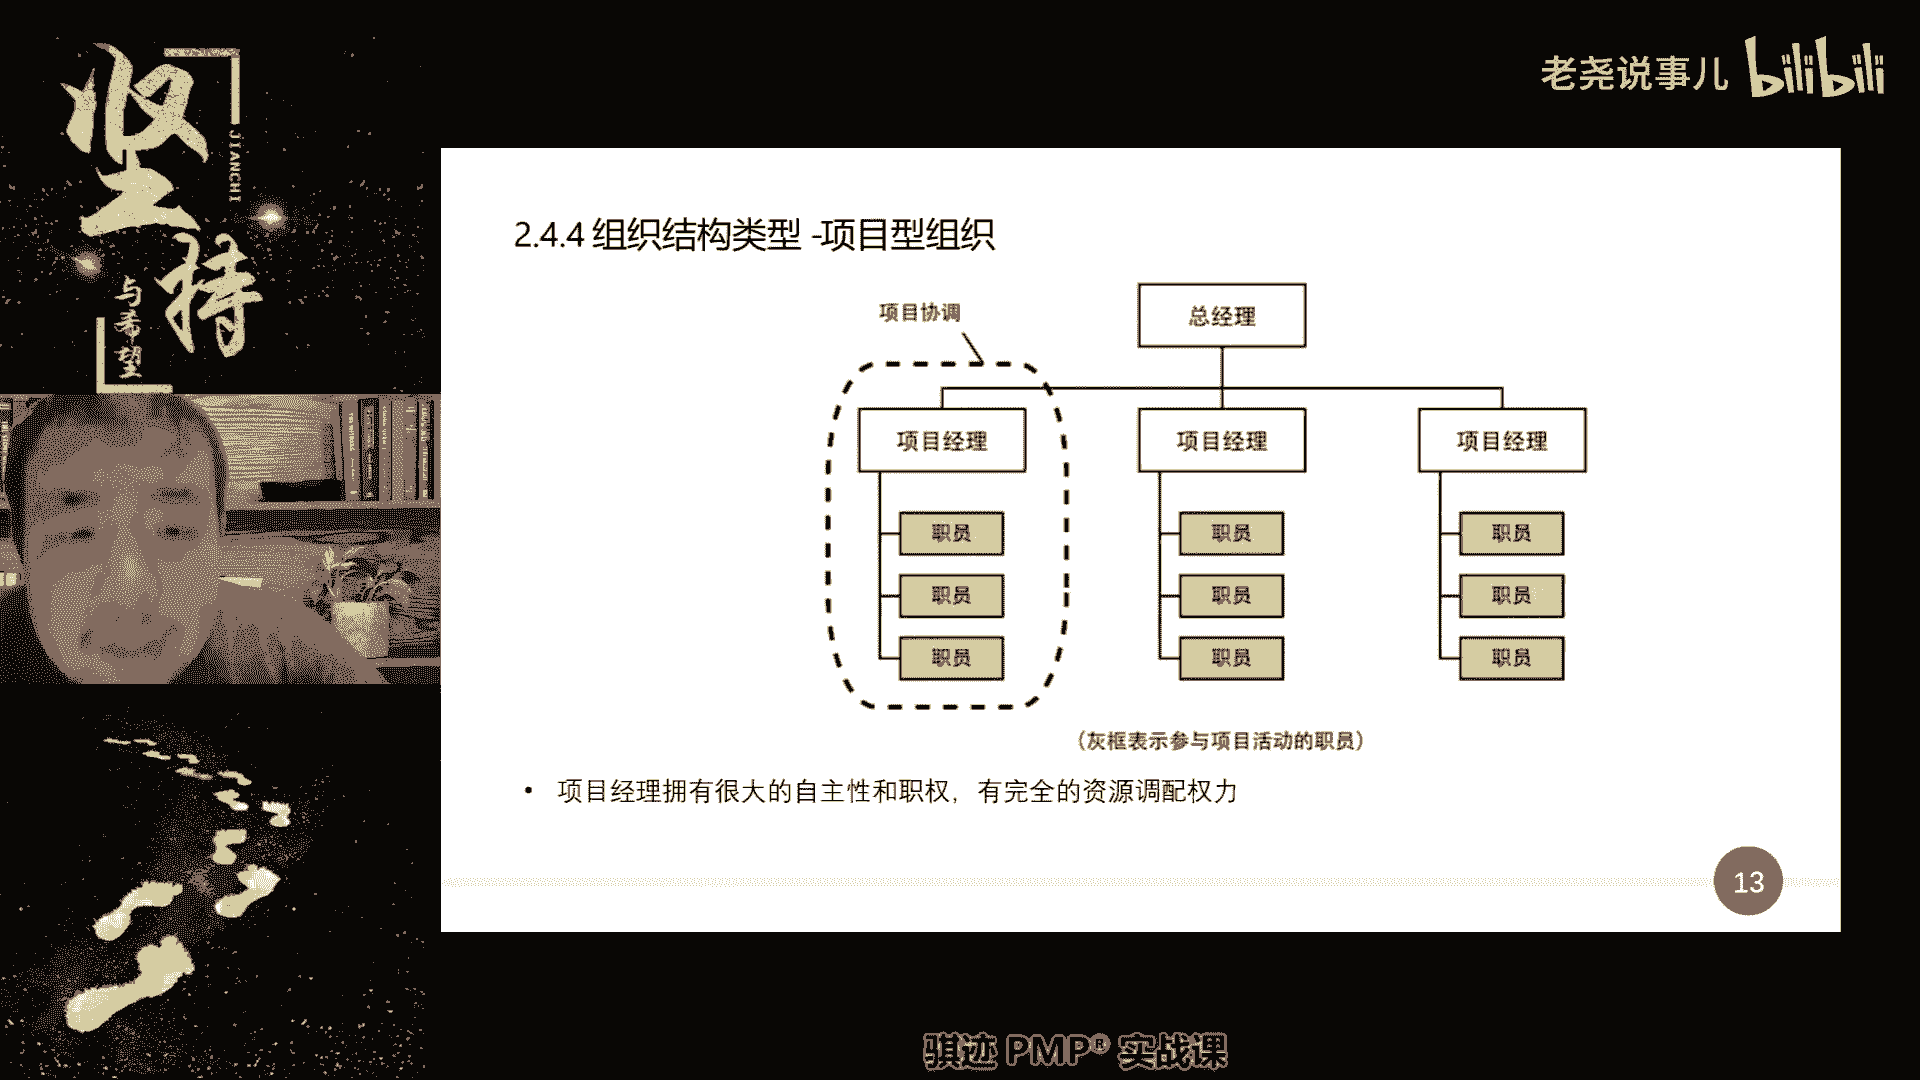 坚持
JIANCHI
与希望
老尧说事儿 bilibili
2.4.4 组织结构类型 -项目型组织
项目协调
总经理
项目经理 项目经理 项目经理
职员 职员 职员
职员 职员 职员
职员 职员 职员
（灰框表示参与项目活动的职员）
• 项目经理拥有很大的自主性和职权，有完全的资源调配权力
13
骐迹 PMP® 实战课